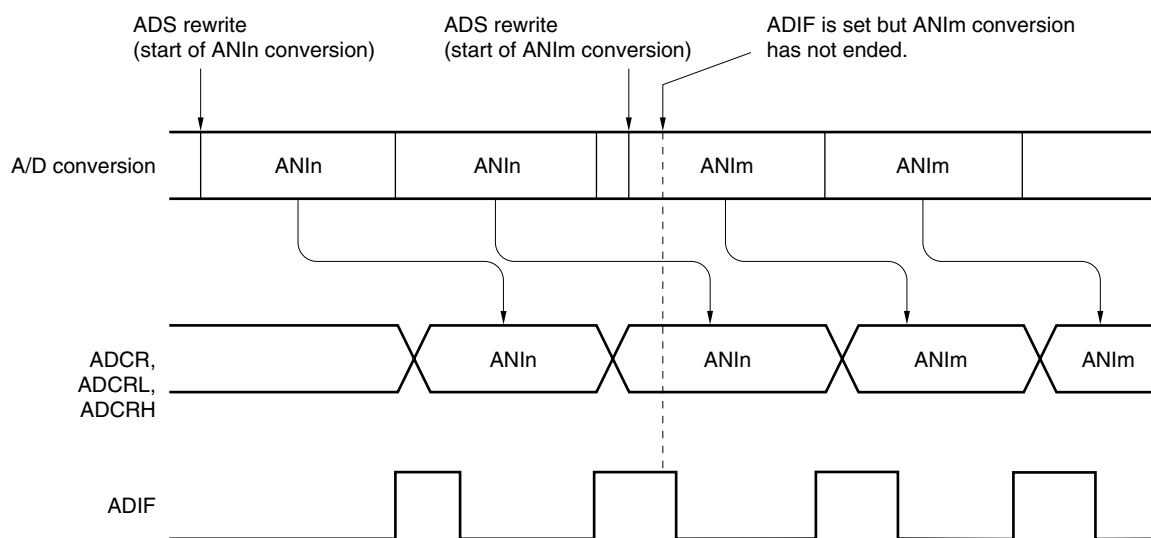 ADS rewrite
(start of ANIn conversion)
ADS rewrite
(start of ANIm conversion)
ADIF is set but ANIm conversion
has not ended.
A/D conversion
ANIn
ANIn
ANIm
ANIm
ADCR,
ADCRL,
ADCRH
ANIn
ANIn
ANIm
ANIm
ADIF